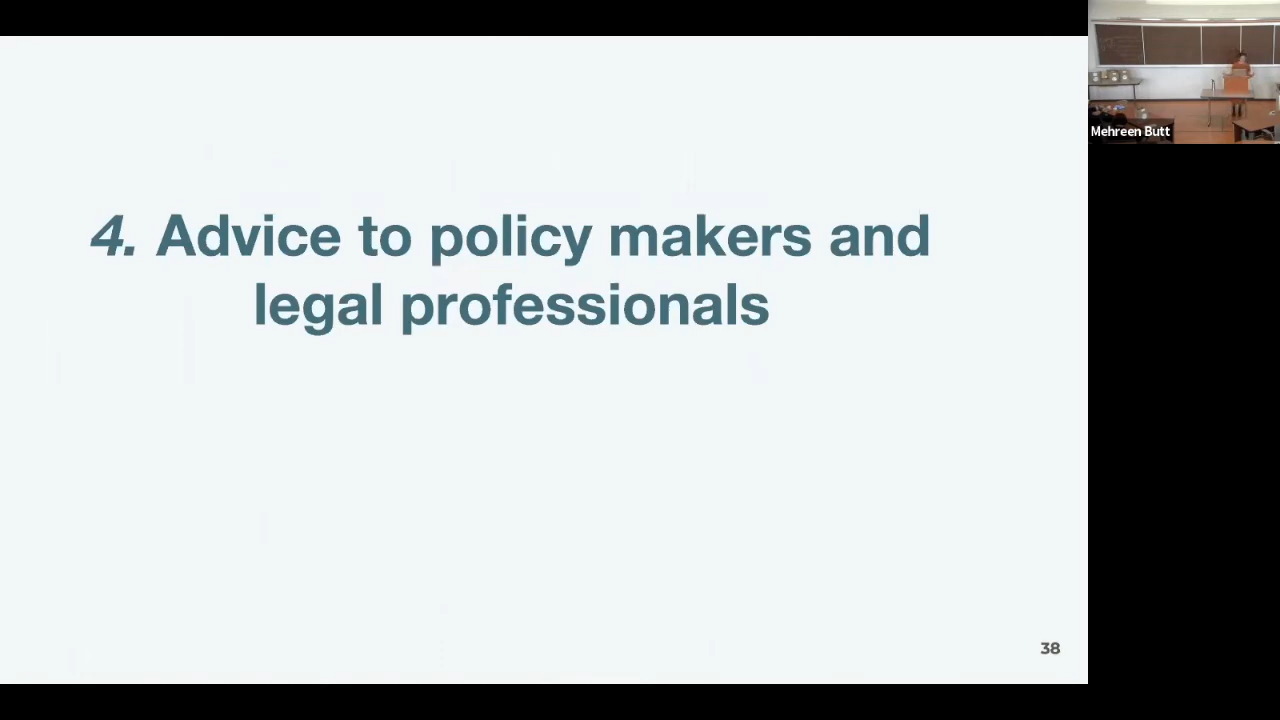 4. Advice to policy makers and
legal professionals
38
Mehreen Butt